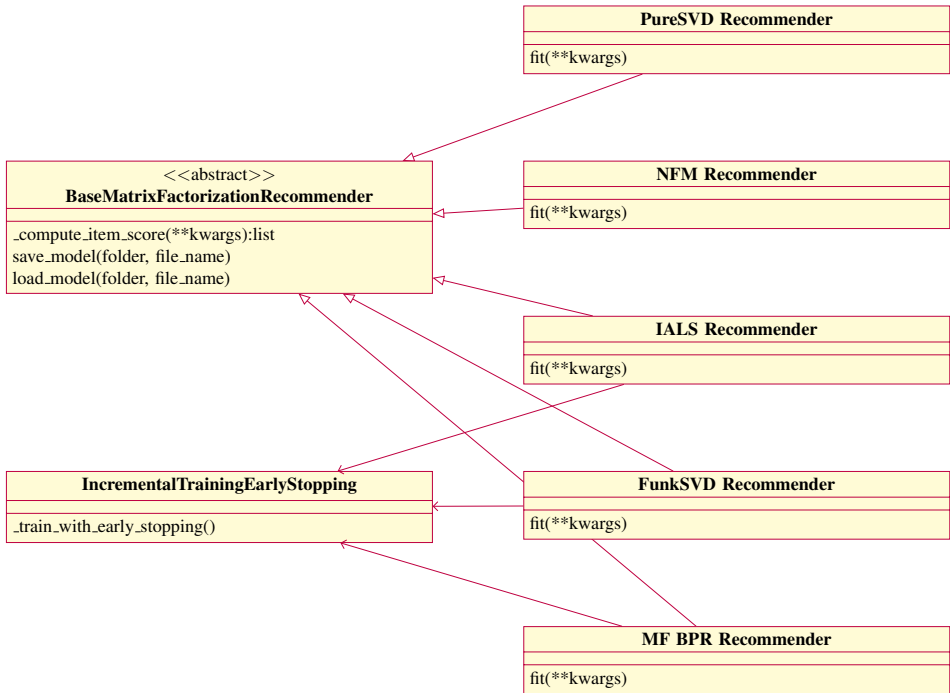 PureSVD Recommender
fit(**kwargs)
<<abstract>>
BaseMatrixFactorizationRecommender
_compute_item_score(**kwargs):list
save_model(folder, file_name)
load_model(folder, file_name)
NFM Recommender
fit(**kwargs)
IALS Recommender
fit(**kwargs)
IncrementalTrainingEarlyStopping
_train_with_early_stopping()
FunkSVD Recommender
fit(**kwargs)
MF BPR Recommender
fit(**kwargs)